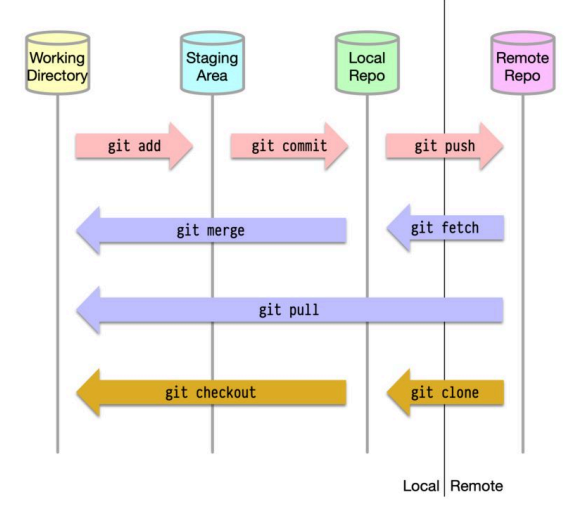 Working
Directory
Staging
Area
Local
Repo
Remote
Repo
git add
git commit
git push
git merge
git fetch
git pull
git checkout
git clone
Local
Remote